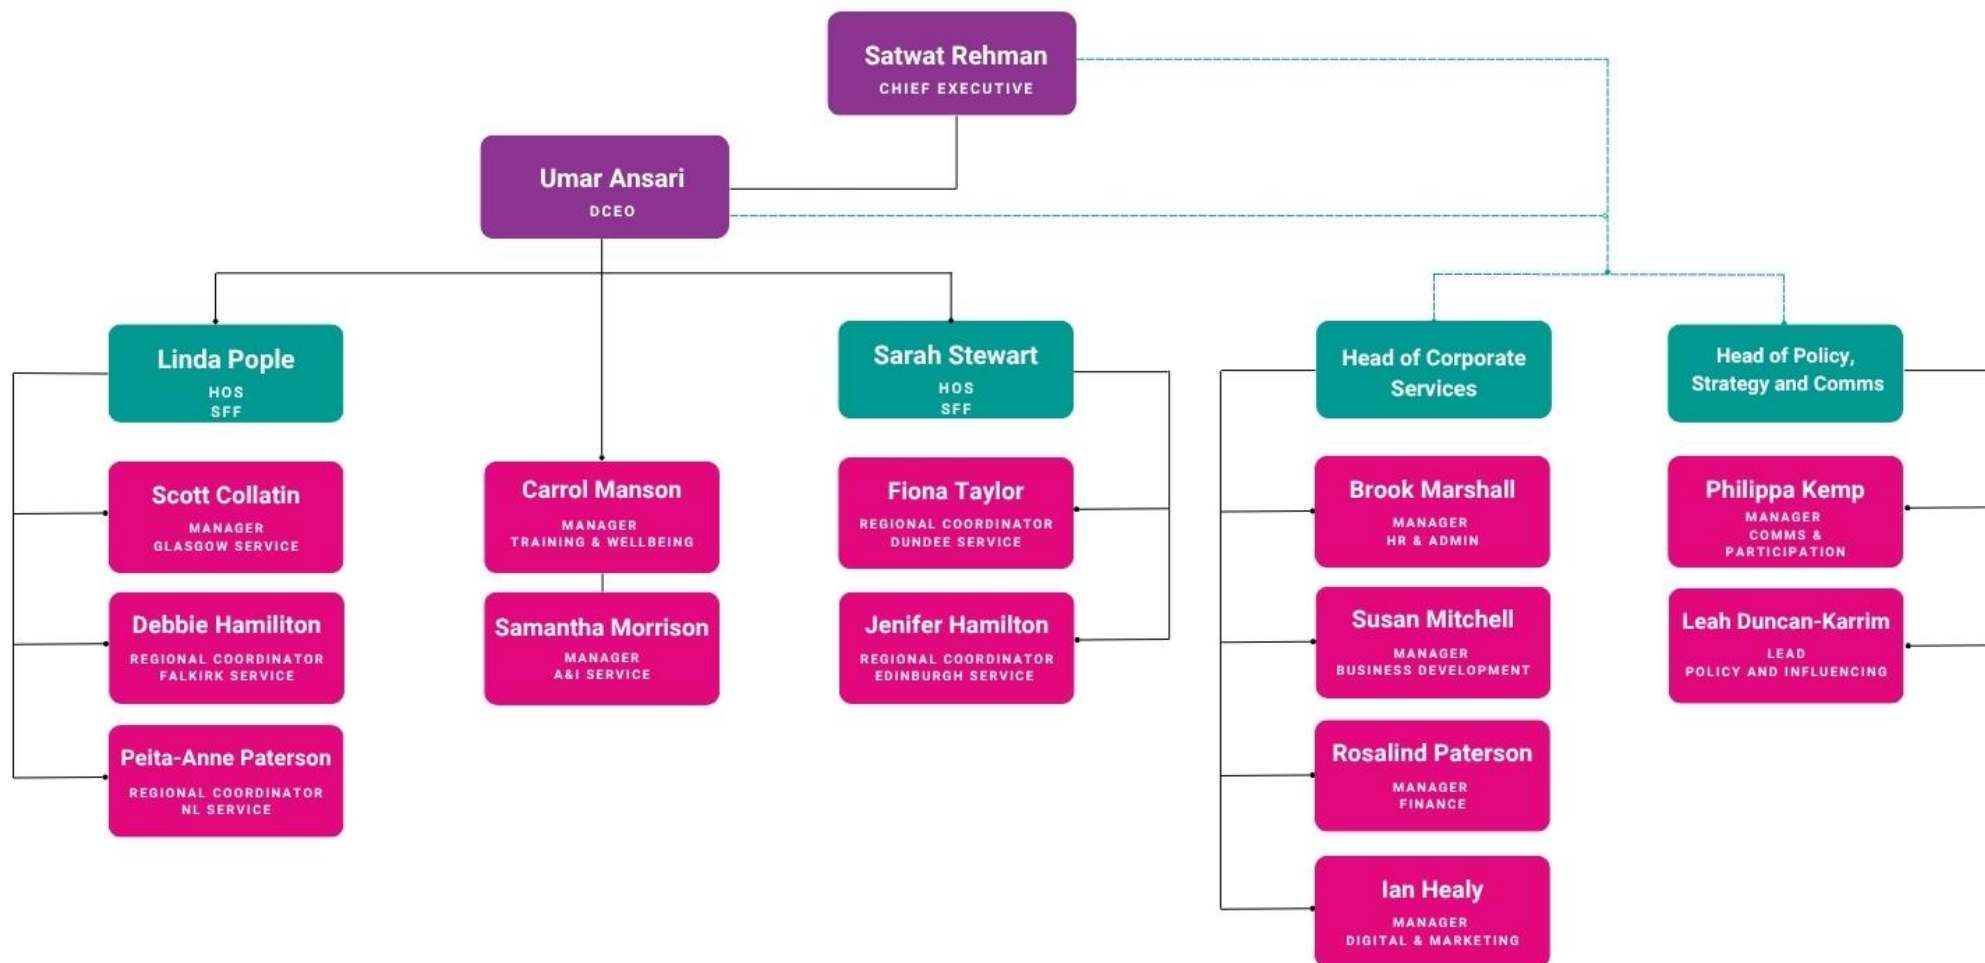 Satwat Rehman
CHIEF EXECUTIVE
Umar Ansari
DCEO
Linda Pople
HOS
SFF
Sarah Stewart
HOS
SFF
Head of Corporate
Services
Head of Policy,
Strategy and Comms
Scott Collatin
MANAGER
GLASGOW SERVICE
Debbie Hamiliton
REGIONAL COORDINATOR
FALKIRK SERVICE
Peita-Anne Paterson
REGIONAL COORDINATOR
NL SERVICE
Carrol Manson
MANAGER
TRAINING & WELLBEING
Samantha Morrison
MANAGER
A&I SERVICE
Fiona Taylor
REGIONAL COORDINATOR
DUNDEE SERVICE
Jenifer Hamilton
REGIONAL COORDINATOR
EDINBURGH SERVICE
Brook Marshall
MANAGER
HR & ADMIN
Susan Mitchell
MANAGER
BUSINESS DEVELOPMENT
Rosalind Paterson
MANAGER
FINANCE
Ian Healy
MANAGER
DIGITAL & MARKETING
Philippa Kemp
MANAGER
COMMS &
PARTICIPATION
Leah Duncan-Karrim
LEAD
POLICY AND INFLUENCING